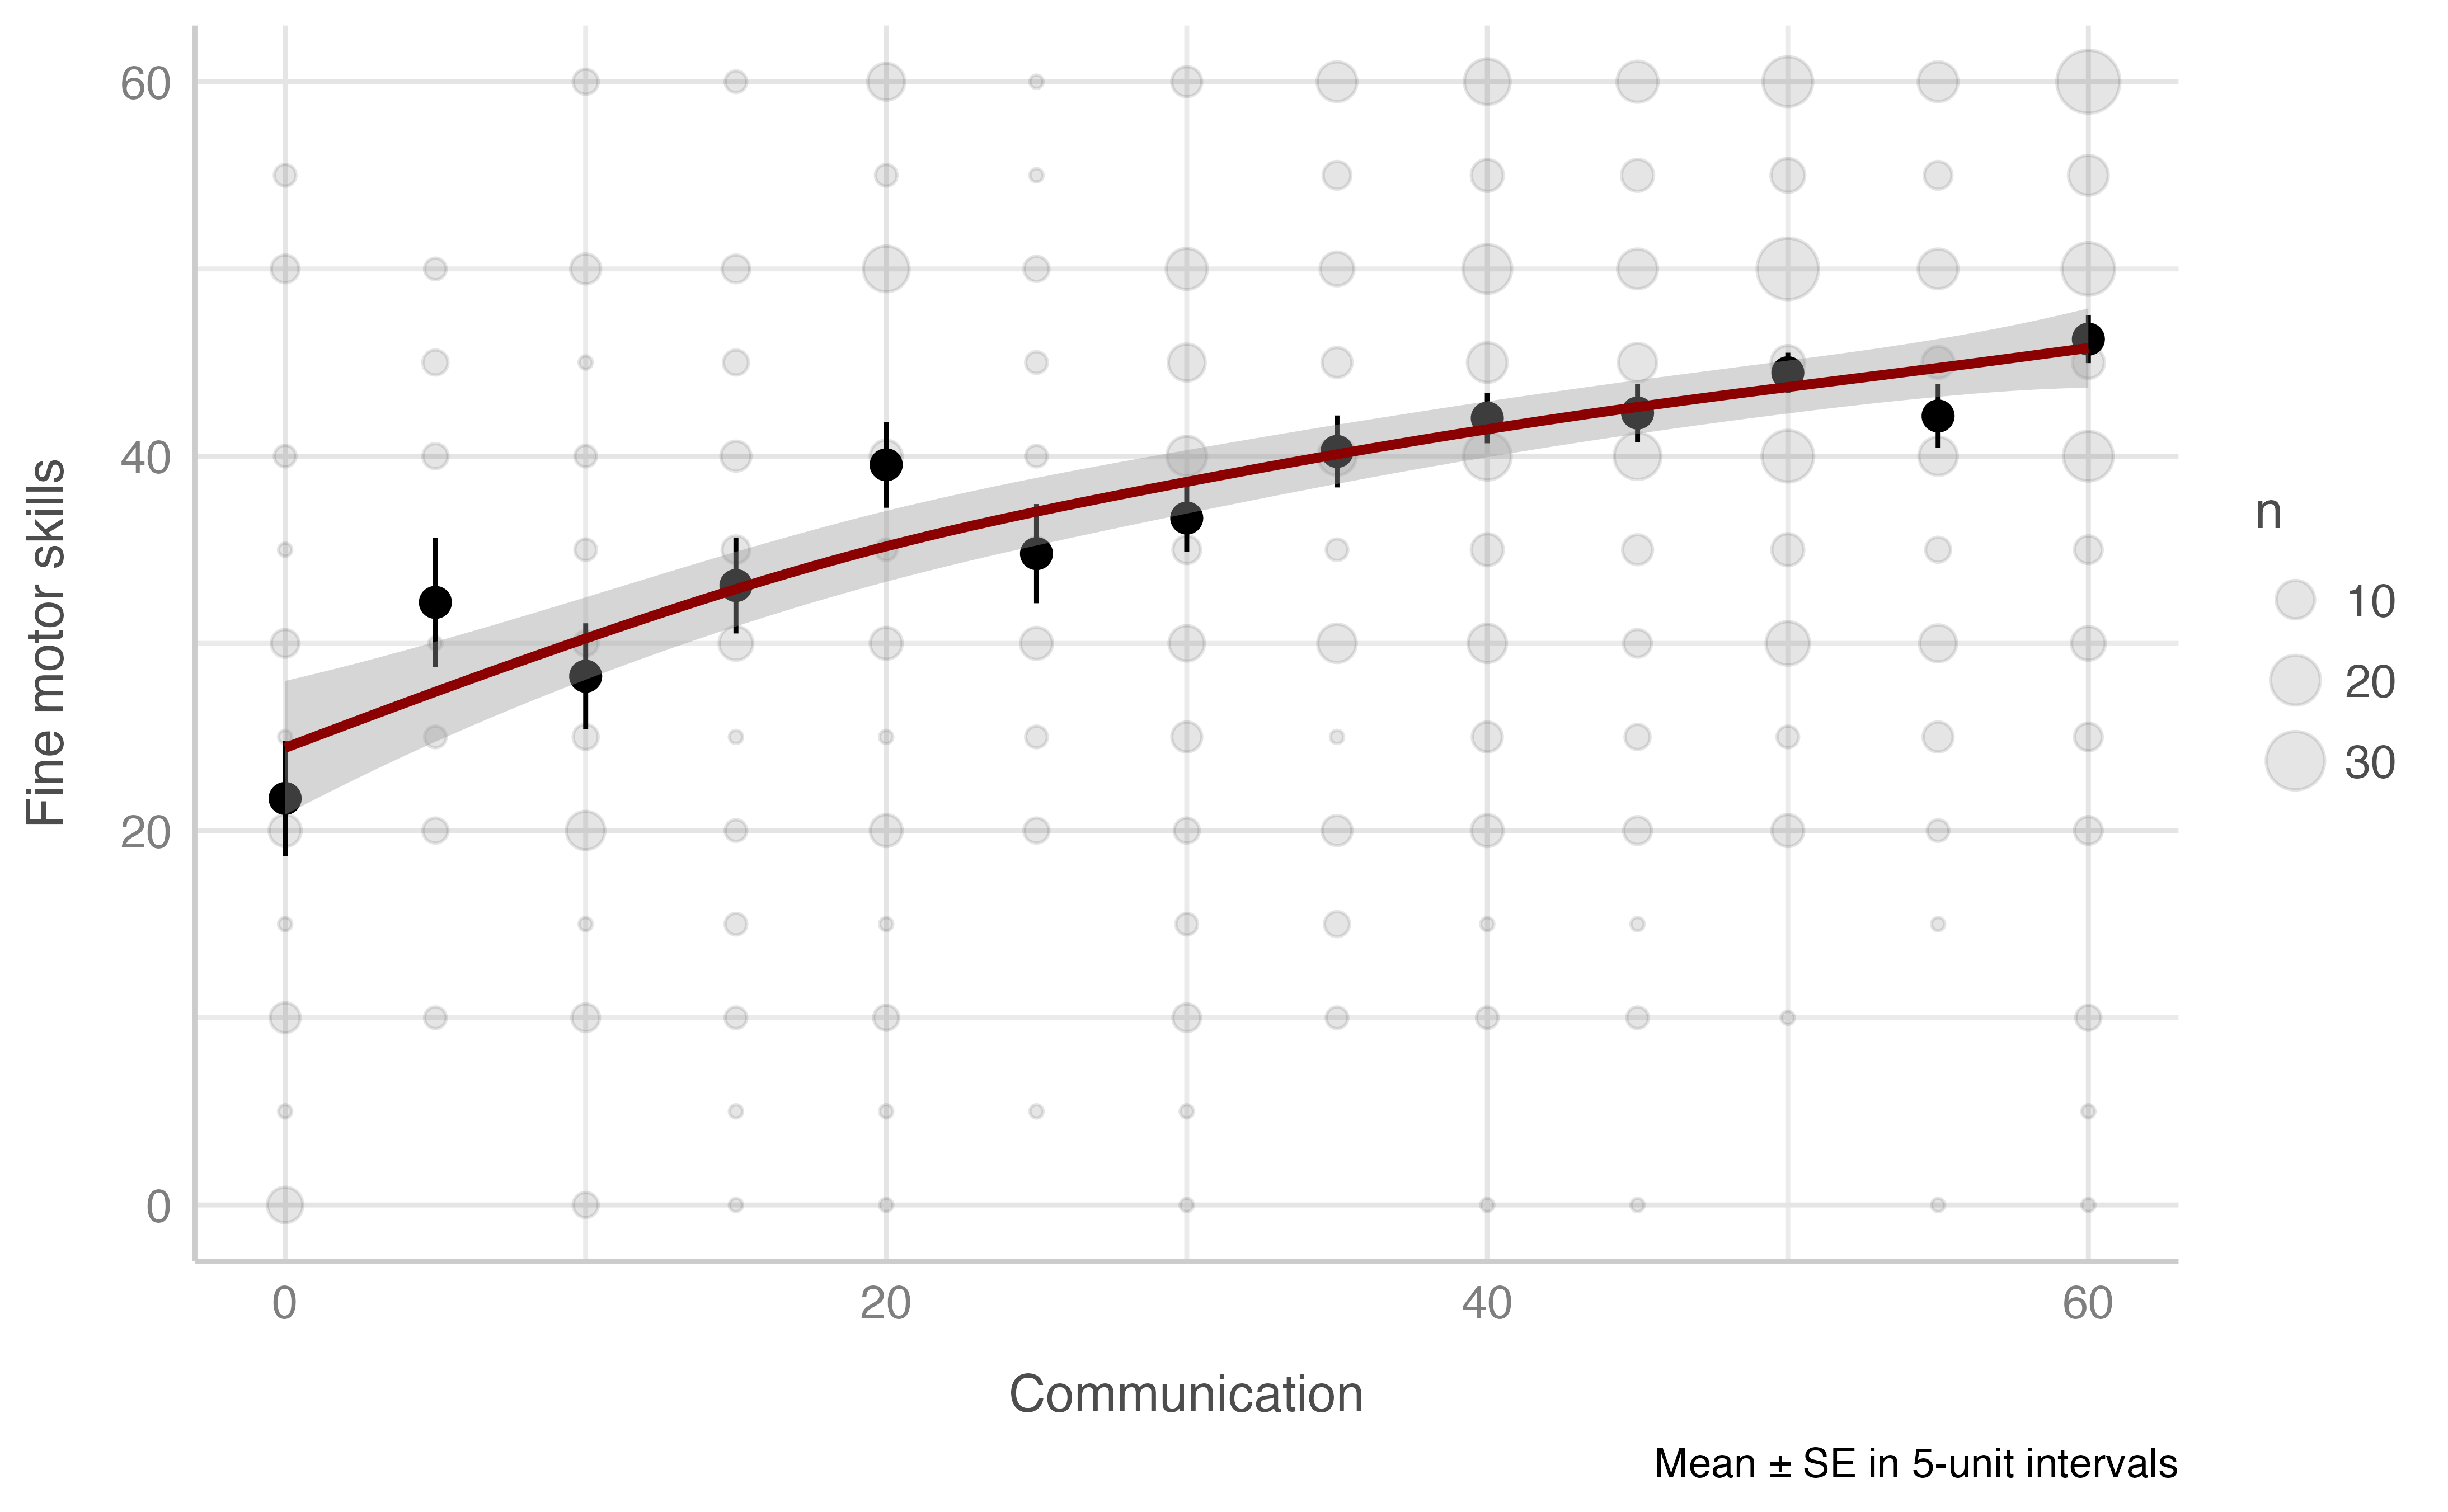 60
40
20
0
Fine motor skills
0 20 40 60
Communication
n
10
20
30
Mean ± SE in 5-unit intervals